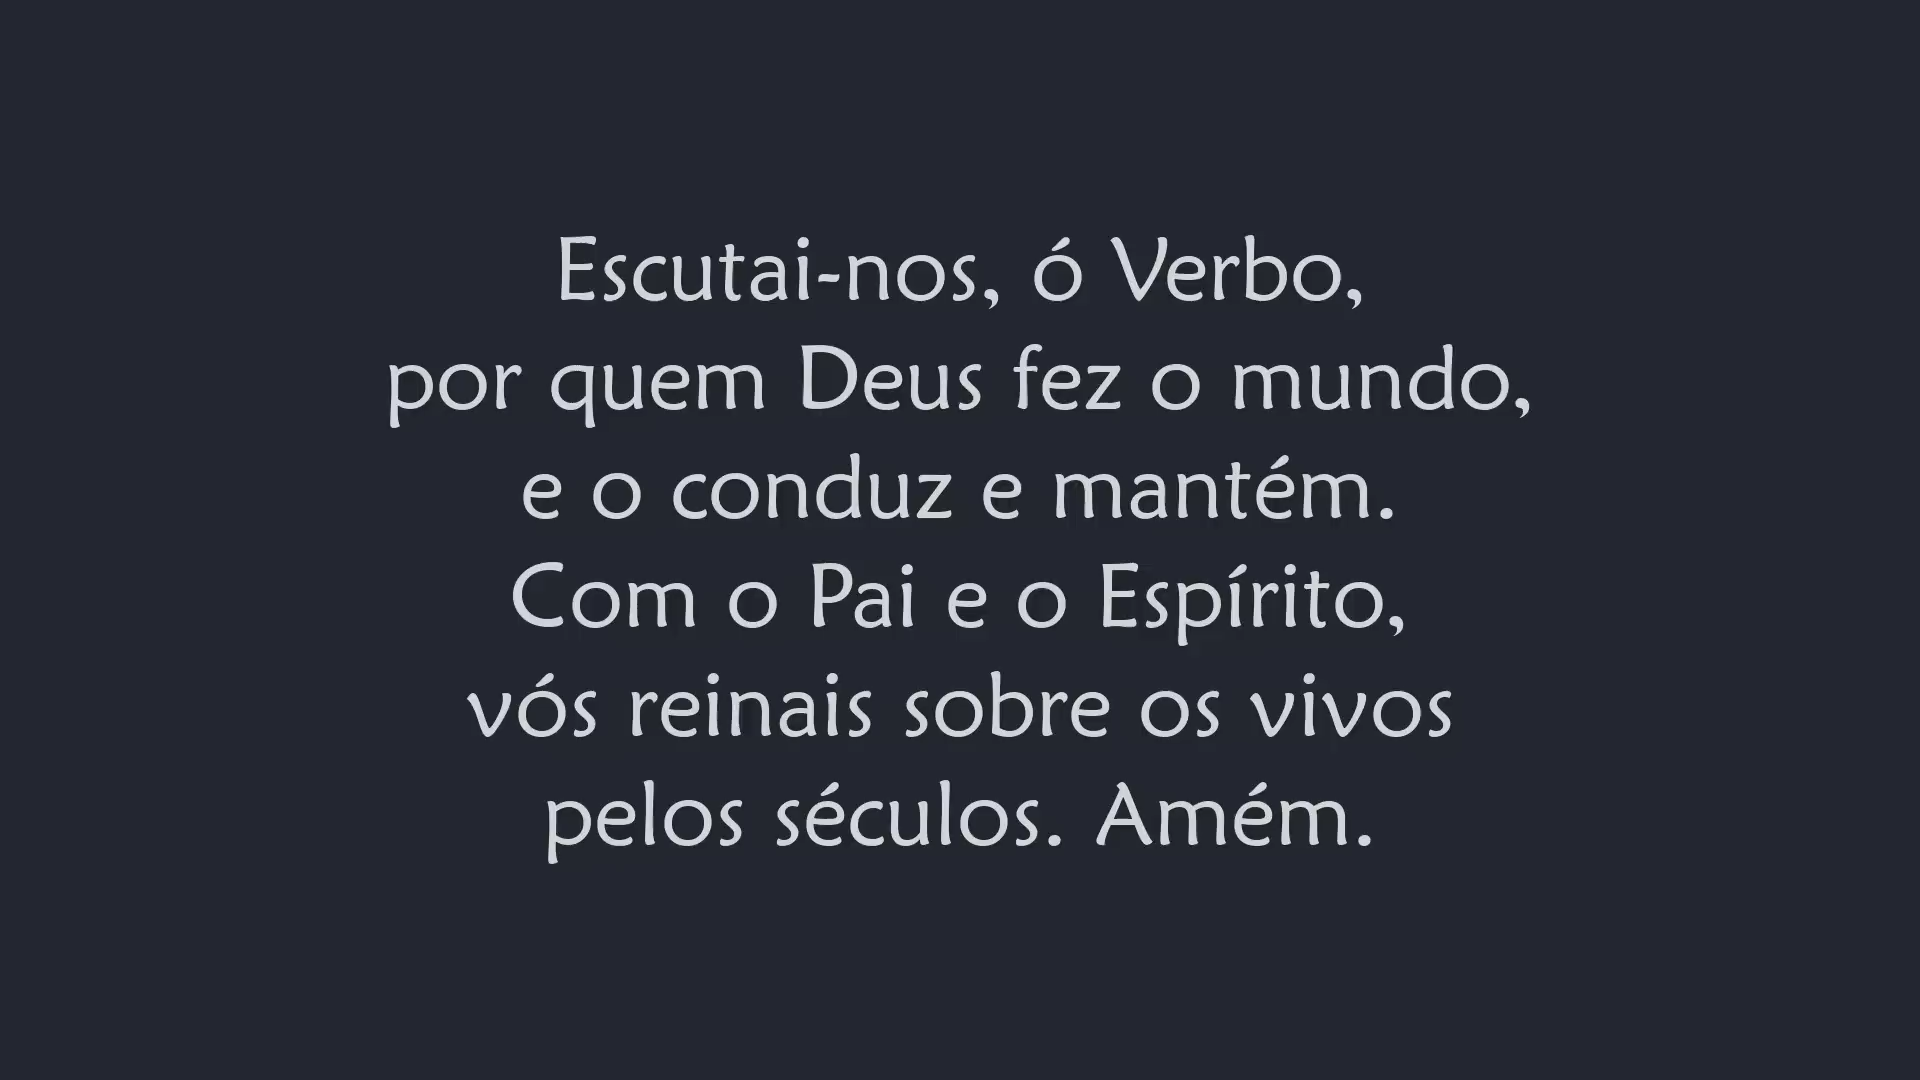 Escutai-nos, ó Verbo,
por quem Deus fez o mundo,
e o conduz e mantém.
Com o Pai e o Espírito,
vós reinais sobre os vivos
pelos séculos. Amém.